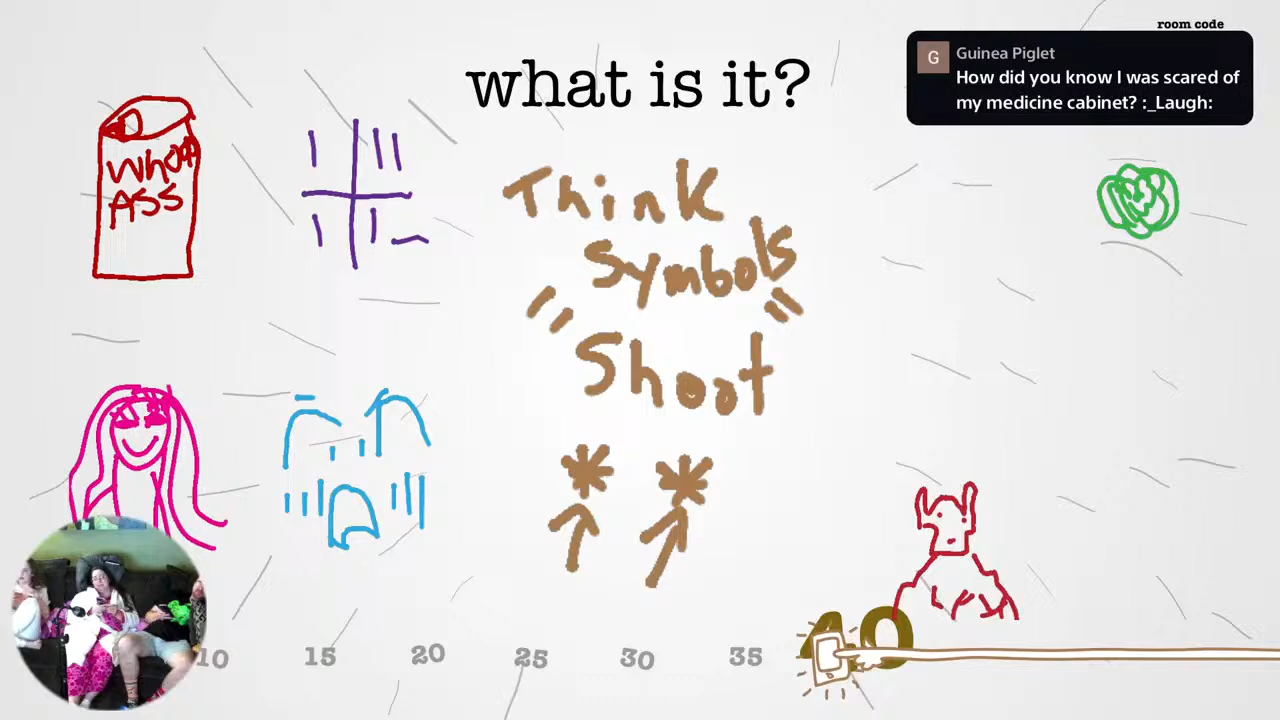 room code
what is it?
G
Guinea Piglet
How did you know I was scared of
my medicine cabinet? :_Laugh:
ASS
Think
Symbols
"Shoot"
10 15 20 25 30 35 40